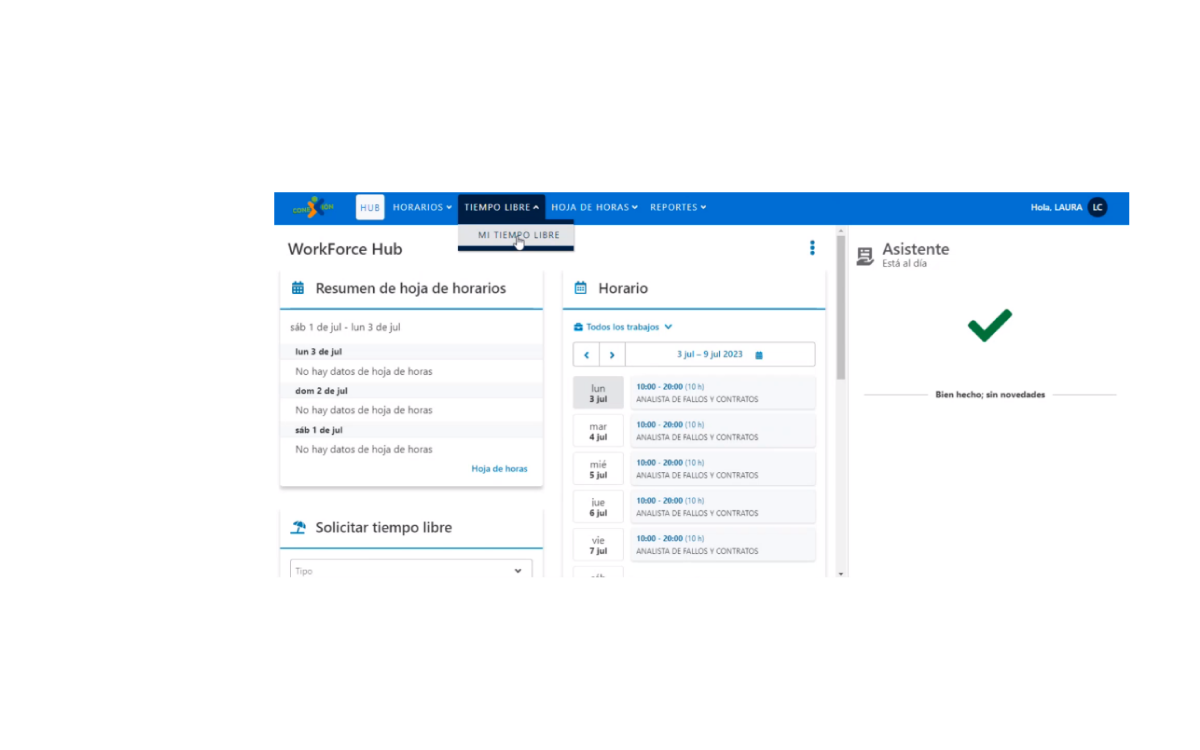 HUB HORARIOS TIEMPO LIBRE HOJA DE HORAS REPORTES Hola, LAURA LC
MI TIEMPO LIBRE
WorkForce Hub
Resumen de hoja de horarios
sáb 1 de jul - lun 3 de jul
lun 3 de jul
No hay datos de hoja de horas
dom 2 de jul
No hay datos de hoja de horas
sáb 1 de jul
No hay datos de hoja de horas
Hoja de horas
Solicitar tiempo libre
Tipo
Horario
Todos los trabajos
3 jul – 9 jul 2023
lun
3 jul
10:00 - 20:00 (10 h)
ANALISTA DE FALLOS Y CONTRATOS
mar
4 jul
10:00 - 20:00 (10 h)
ANALISTA DE FALLOS Y CONTRATOS
mié
5 jul
10:00 - 20:00 (10 h)
ANALISTA DE FALLOS Y CONTRATOS
jue
6 jul
10:00 - 20:00 (10 h)
ANALISTA DE FALLOS Y CONTRATOS
vie
7 jul
10:00 - 20:00 (10 h)
ANALISTA DE FALLOS Y CONTRATOS
Asistente
Está al día
Bien hecho; sin novedades